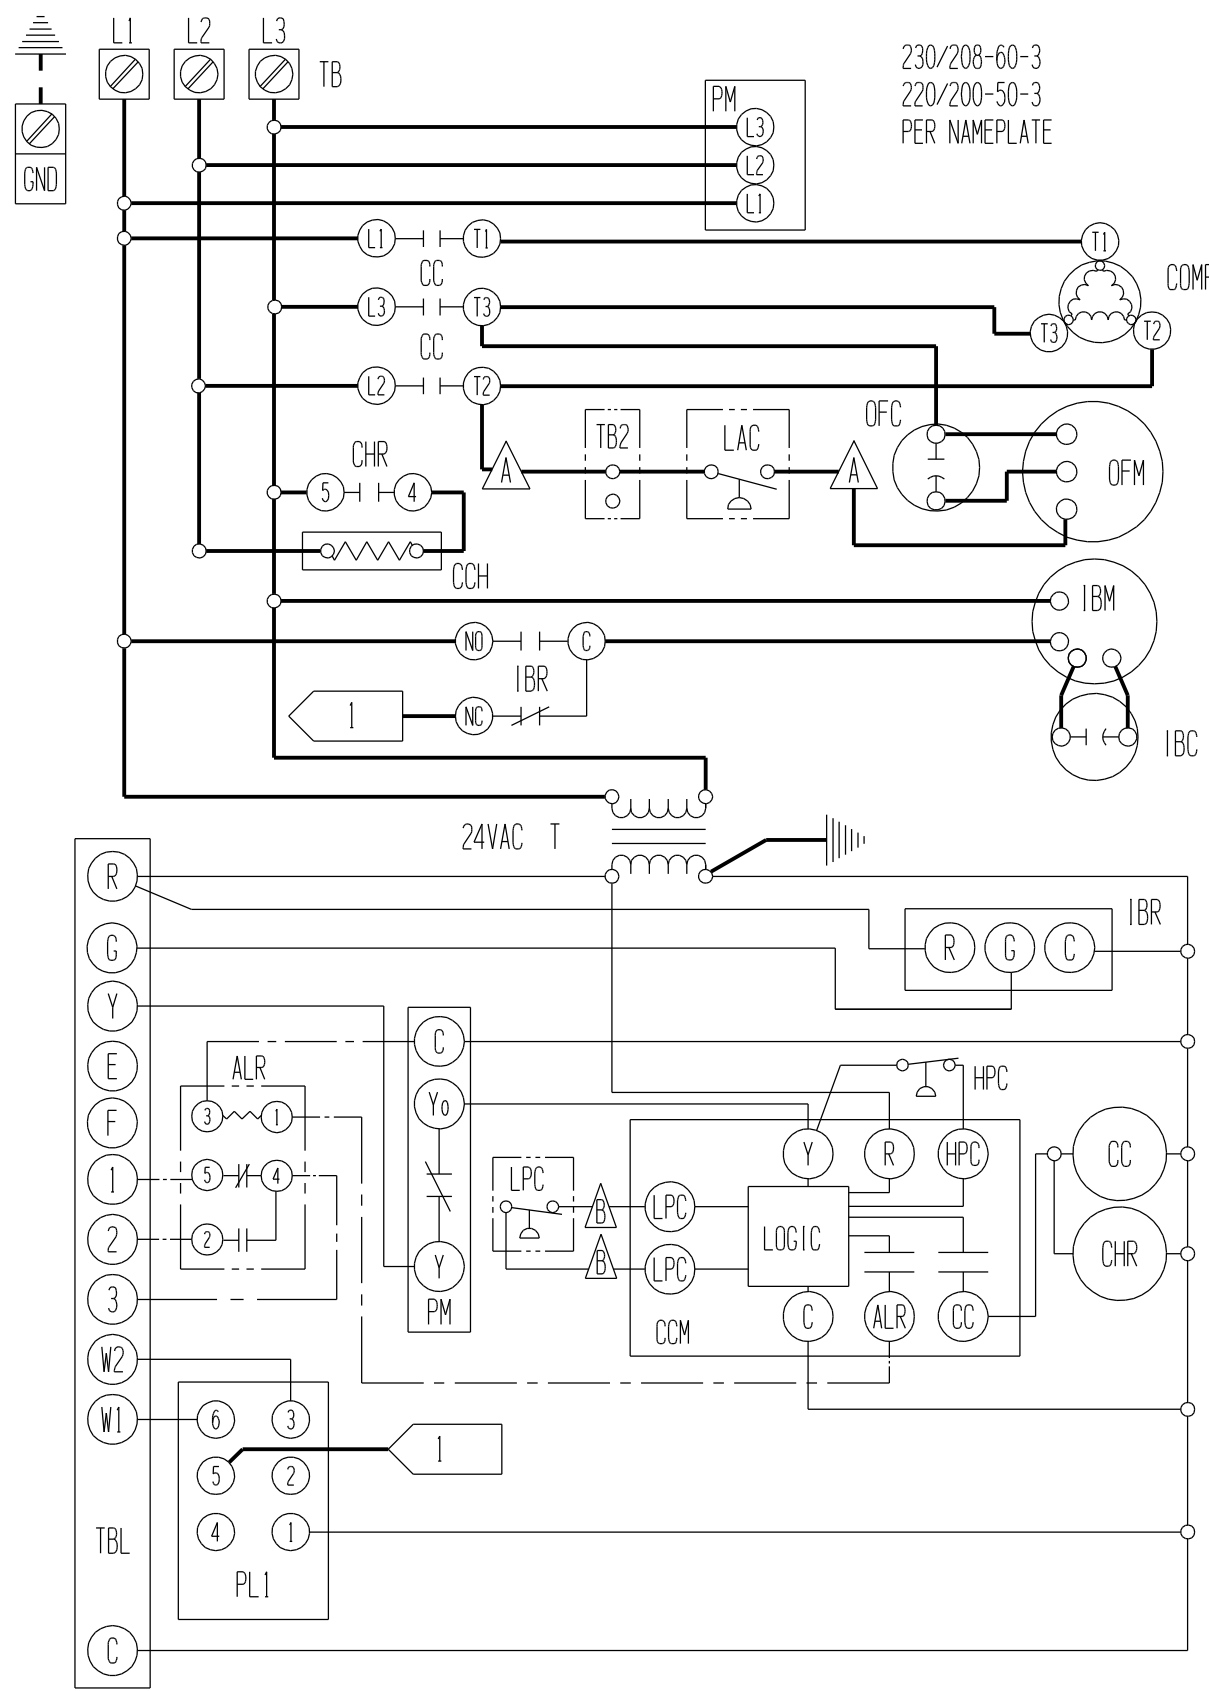 L1 L2 L3
TB
GND
230/208-60-3
220/200-50-3
PER NAMEPLATE
PM
L3
L2
L1
L1 T1
CC
T1
L3 T3
CC
T3 T2
L2 T2
OFC
TB2
LAC
A A
OFM
CHR
5 4
CCH
IBM
NO C
IBR
1 NC
IBC
24VAC T
R
G
Y
E
F
1
2
3
W2
W1
TBL
C
IBR
R G C
ALR
3 1
5 4
2
C
Y0
Y
PM
HPC
Y R HPC
LPC
B LPC
B LPC
LOGIC
C ALR CC
CCM
CC
CHR
6 3
5 2
4 1
PL1
1